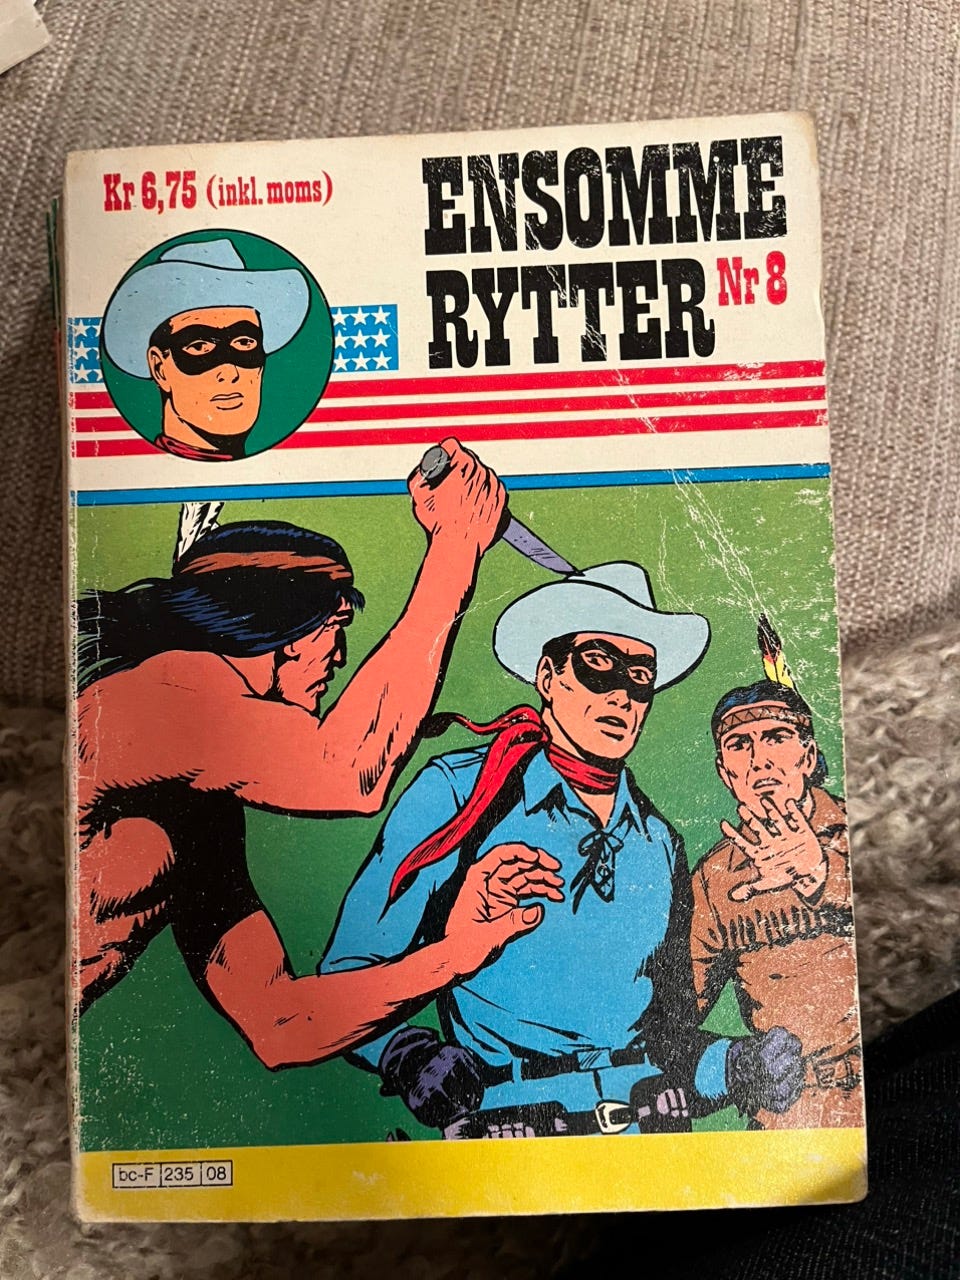 Kr 6,75 (inkl. moms)
ENSOMME
RYTTER Nr 8
bc-F 235 08